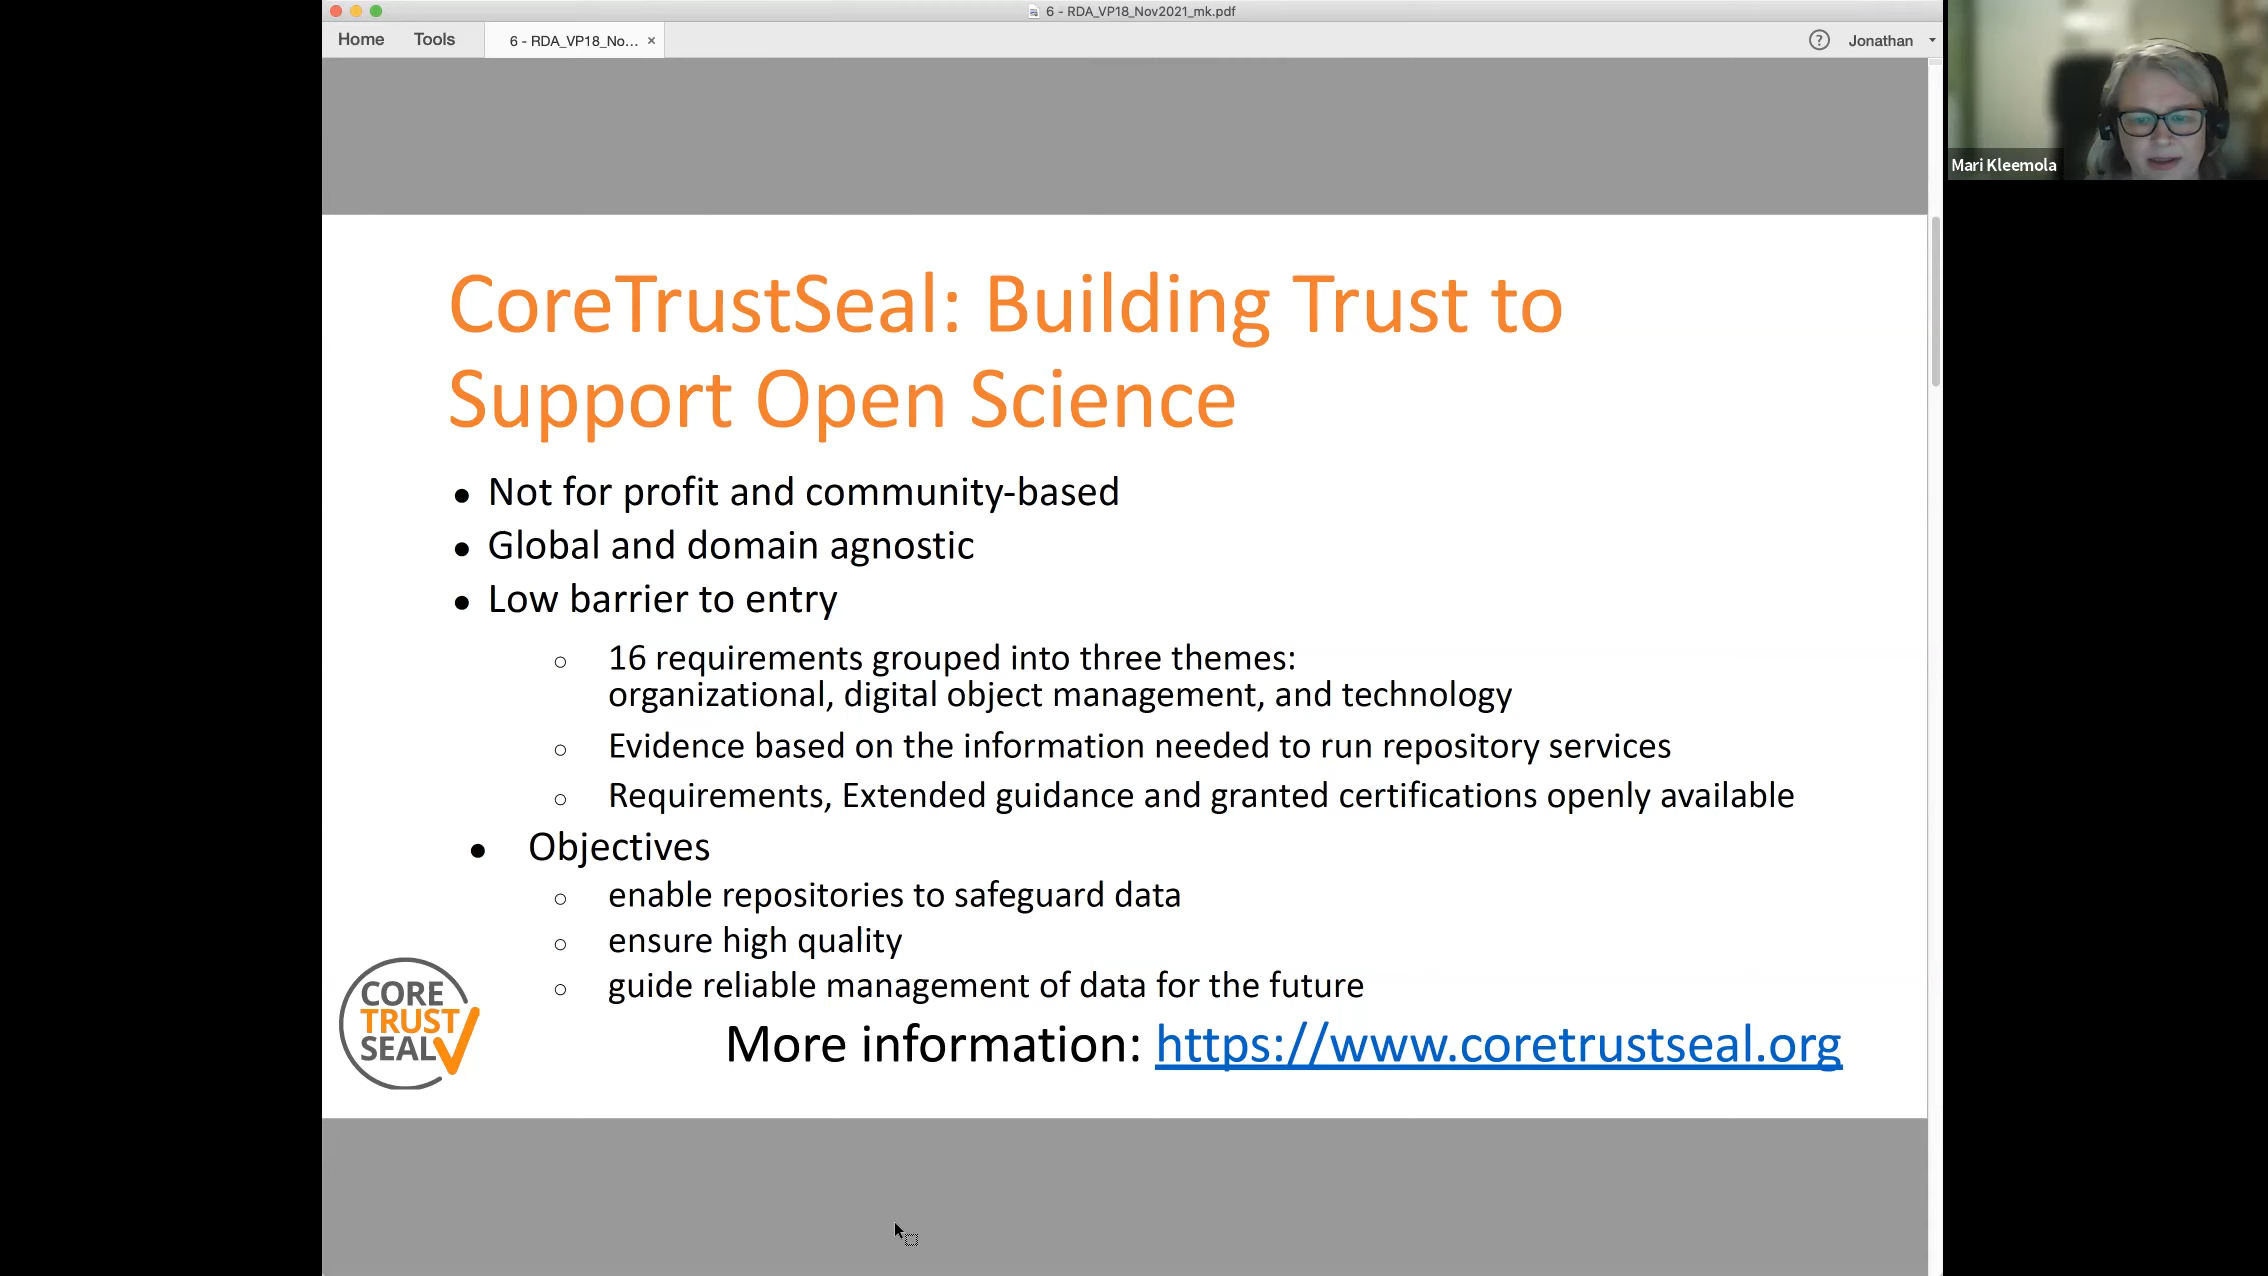 6 - RDA_VP18_Nov2021_mk.pdf
Home
Tools
6 - RDA_VP18_No... ×
? Jonathan
Mari Kleemola
CoreTrustSeal: Building Trust to
Support Open Science
● Not for profit and community-based
● Global and domain agnostic
● Low barrier to entry
○ 16 requirements grouped into three themes:
organizational, digital object management, and technology
○ Evidence based on the information needed to run repository services
○ Requirements, Extended guidance and granted certifications openly available
● Objectives
○ enable repositories to safeguard data
○ ensure high quality
○ guide reliable management of data for the future
CORE
TRUST
SEAL
More information: https://www.coretrustseal.org